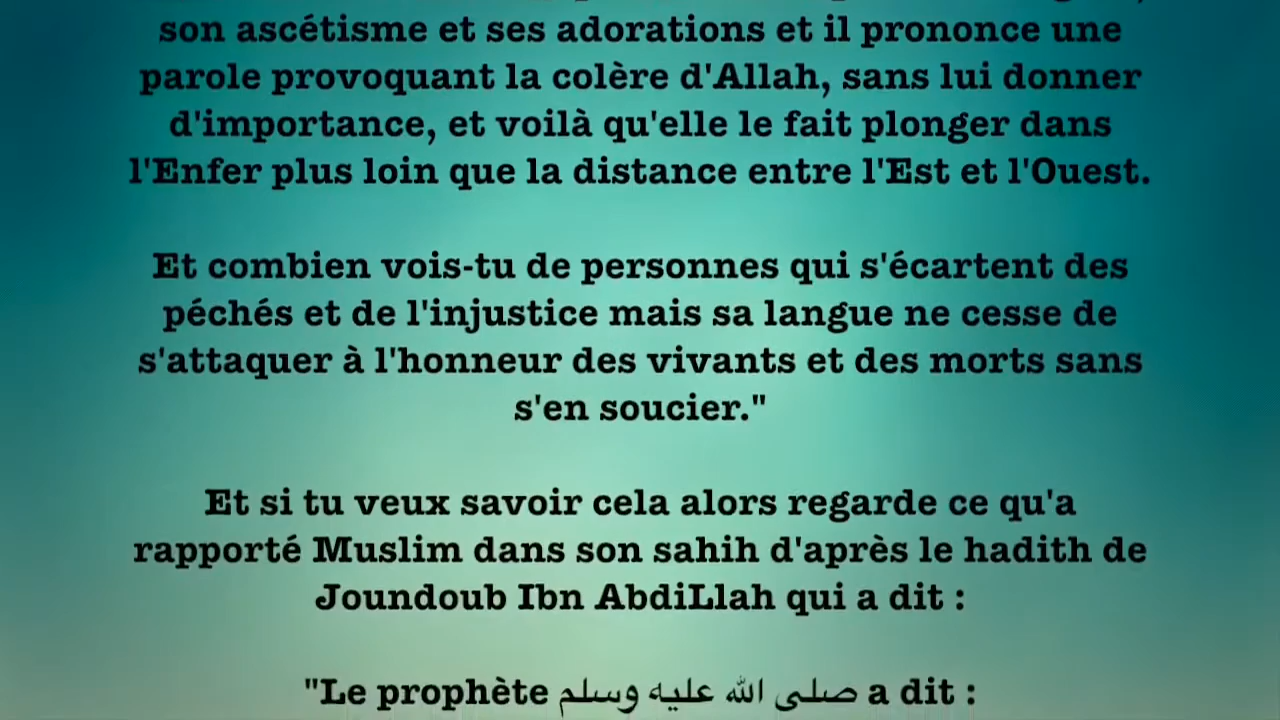 son ascétisme et ses adorations et il prononce une
parole provoquant la colère d'Allah, sans lui donner
d'importance, et voilà qu'elle le fait plonger dans
l'Enfer plus loin que la distance entre l'Est et l'Ouest.
Et combien vois-tu de personnes qui s'écartent des
péchés et de l'injustice mais sa langue ne cesse de
s'attaquer à l'honneur des vivants et des morts sans
s'en soucier."
Et si tu veux savoir cela alors regarde ce qu'a
rapporté Muslim dans son sahih d'après le hadith de
Joundoub Ibn AbdiLlah qui a dit :
"Le prophète صلى الله عليه وسلم a dit :